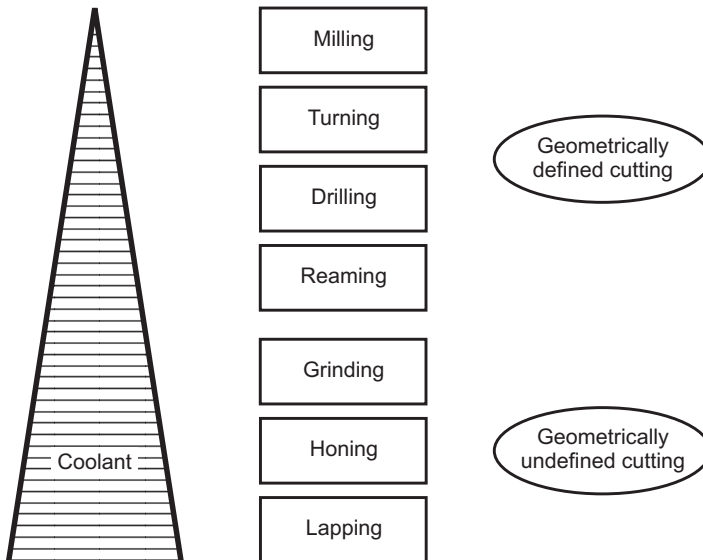 Milling
Turning
Geometrically
defined cutting
Drilling
Reaming
Grinding
Geometrically
undefined cutting
Honing
Coolant
Lapping